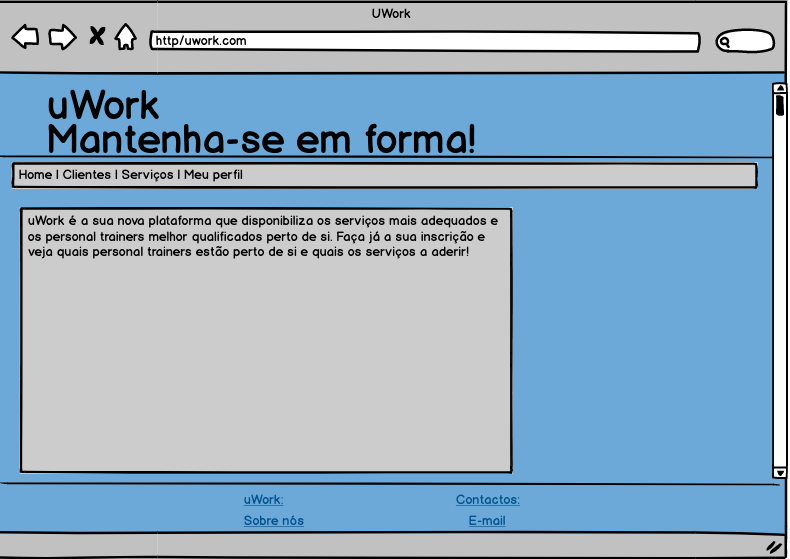 UWork
http/uwork.com
uWork
Mantenha-se em forma!
Home | Clientes | Serviços | Meu perfil
uWork é a sua nova plataforma que disponibiliza os serviços mais adequados e
os personal trainers melhor qualificados perto de si. Faça já a sua inscrição e
veja quais personal trainers estão perto de si e quais os serviços a aderir!
uWork: Contactos:
Sobre nós E-mail